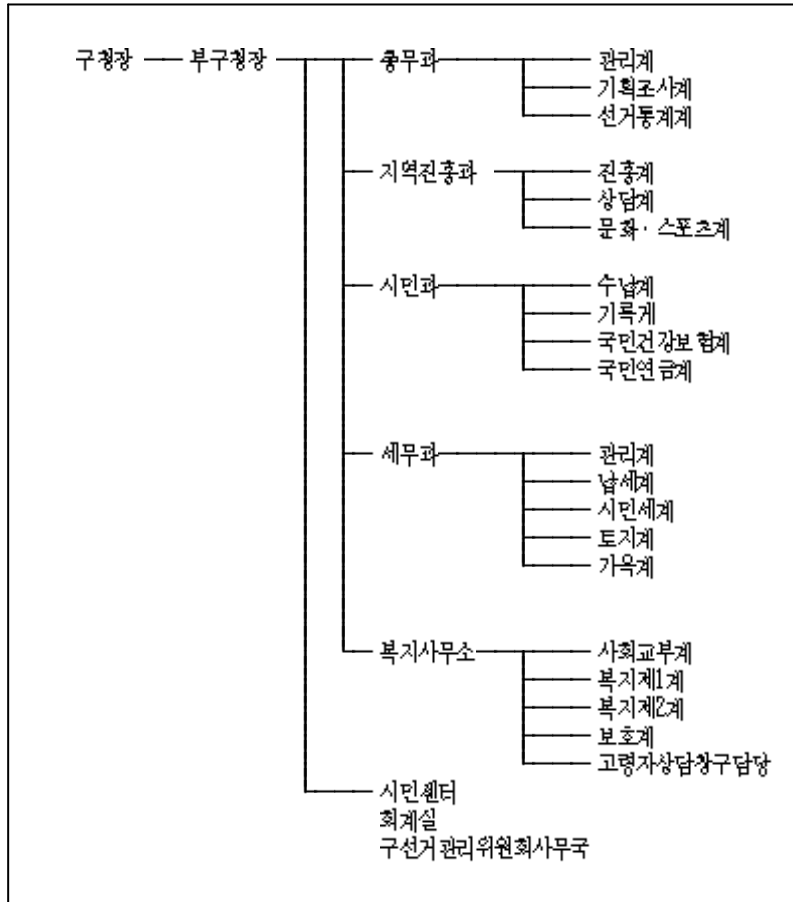 구청장 부구청장 총무과 관리계
기획조사계
선거통계계
지역진흥과 진흥계
상담계
문화·스포츠계
시민과 수납계
기록게
국민건강보험계
국민연금계
세무과 관리계
납세계
시민세계
토지계
가옥계
복지사무소 사회교부계
복지제1계
복지제2계
보호계
고령자상담창구담당
시민센터
회계실
구선거관리위원회사무국